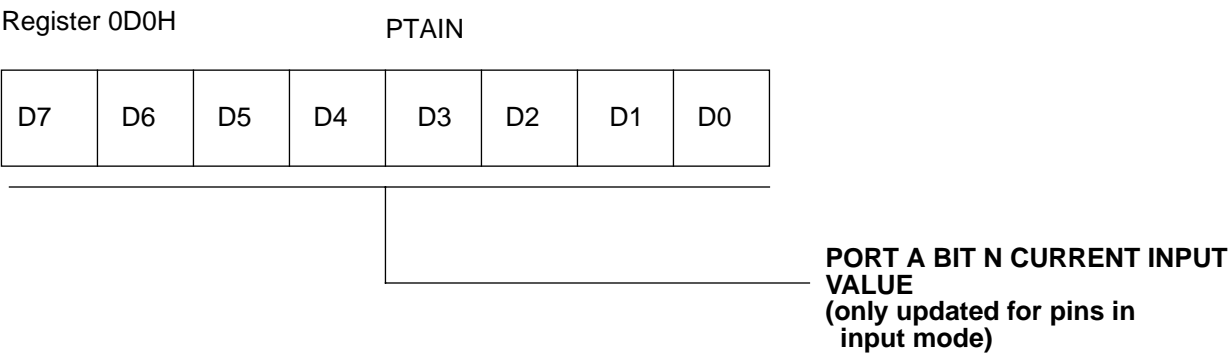 Register 0D0H PTAIN
D7 D6 D5 D4 D3 D2 D1 D0
PORT A BIT N CURRENT INPUT
VALUE
(only updated for pins in
input mode)